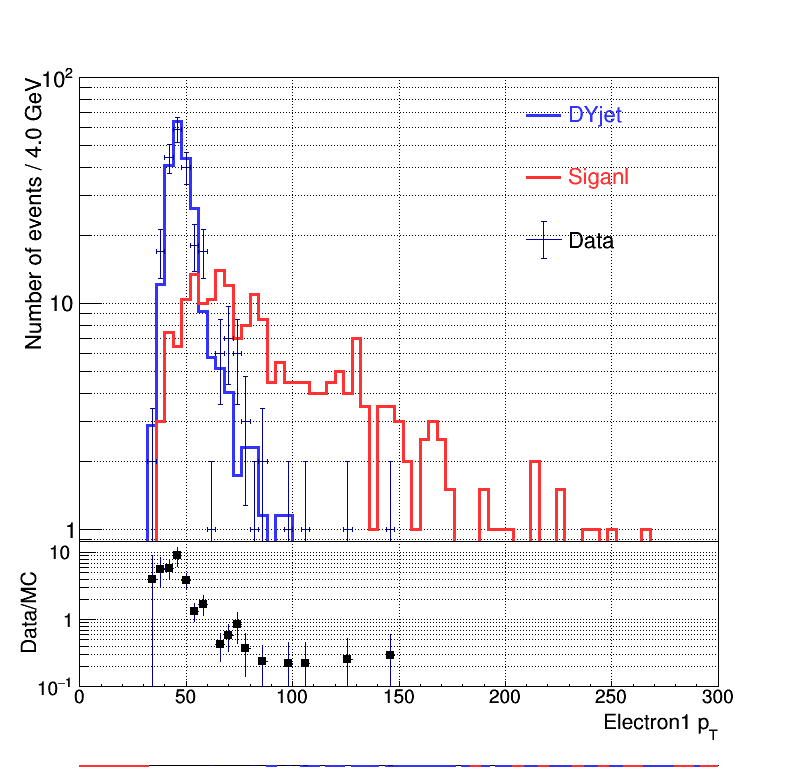 10²
Number of events / 4.0 GeV
DYjet
Siganl
Data
10
1
Data/MC
10
1
10⁻¹
0 50 100 150 200 250 300
Electron1 p_T